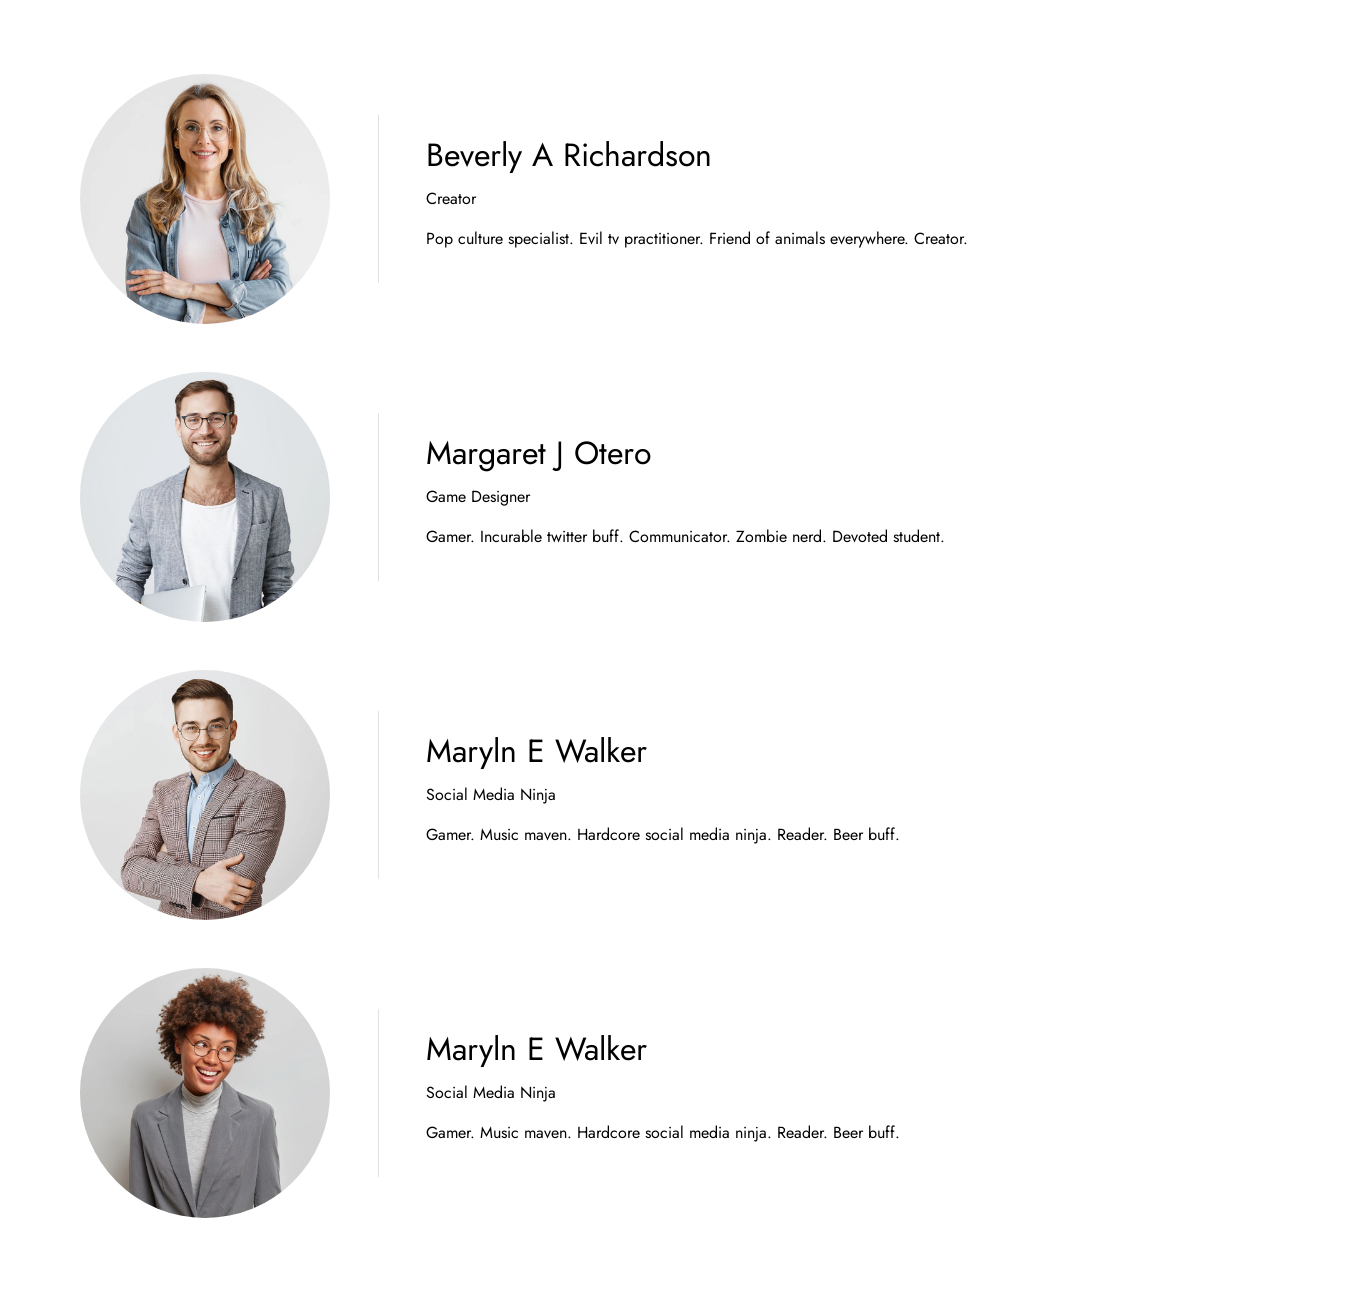 Beverly A Richardson
Creator
Pop culture specialist. Evil tv practitioner. Friend of animals everywhere. Creator.
Margaret J Otero
Game Designer
Gamer. Incurable twitter buff. Communicator. Zombie nerd. Devoted student.
Maryln E Walker
Social Media Ninja
Gamer. Music maven. Hardcore social media ninja. Reader. Beer buff.
Maryln E Walker
Social Media Ninja
Gamer. Music maven. Hardcore social media ninja. Reader. Beer buff.